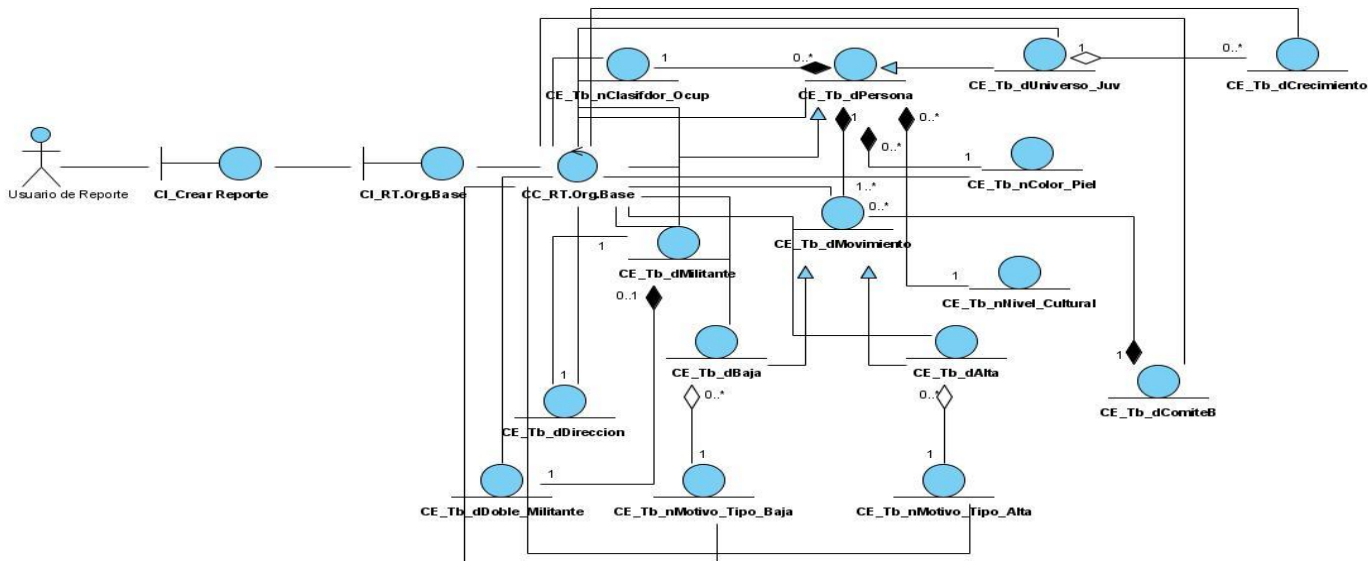 1
0..*
1
0..*
CE_Tb_nClasifdor_Ocup
CE_Tb_dPersona
CE_Tb_dUniverso_Juv
CE_Tb_dCrecimiento
1
0..*
0..*
Usuario de Reporte
CI_Crear Reporte
CI_RT.Org.Base
CC_RT.Org.Base
1
CE_Tb_nColor_Piel
1..*
0..*
1
CE_Tb_dMovimiento
CE_Tb_dMilitante
1
CE_Tb_nNivel_Cultural
0..1
1
CE_Tb_dBaja
CE_Tb_dAlta
1
0..*
0..*
CE_Tb_dComiteB
CE_Tb_dDireccion
1
1
1
CE_Tb_dDoble_Militante
CE_Tb_nMotivo_Tipo_Baja
CE_Tb_nMotivo_Tipo_Alta